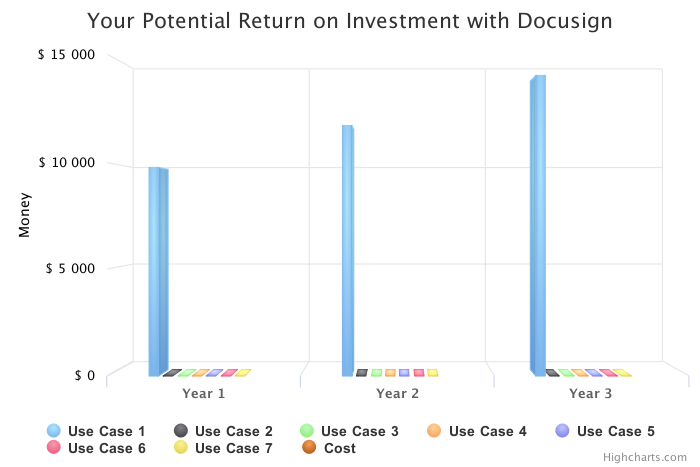 Your Potential Return on Investment with Docusign
$ 15 000
$ 10 000
$ 5 000
$ 0
Money
Year 1 Year 2 Year 3
Use Case 1 Use Case 2 Use Case 3 Use Case 4 Use Case 5
Use Case 6 Use Case 7 Cost
Highcharts.com